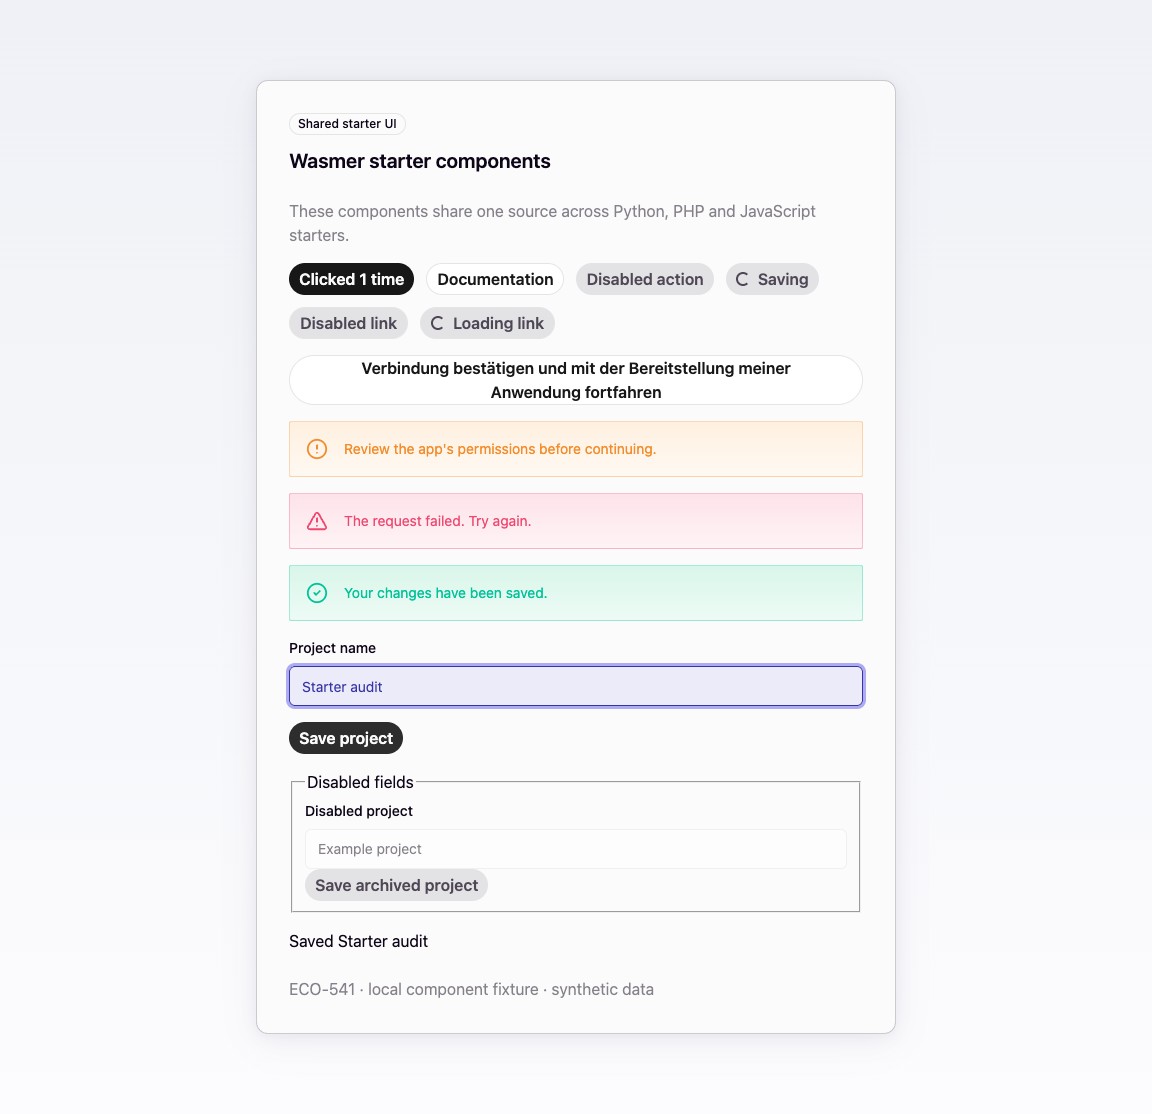 Shared starter UI
Wasmer starter components
These components share one source across Python, PHP and JavaScript
starters.
Clicked 1 time Documentation Disabled action Saving
Disabled link Loading link
Verbindung bestätigen und mit der Bereitstellung meiner
Anwendung fortfahren
Review the app's permissions before continuing.
The request failed. Try again.
Your changes have been saved.
Project name
Starter audit
Save project
Disabled fields
Disabled project
Example project
Save archived project
Saved Starter audit
ECO-541 · local component fixture · synthetic data